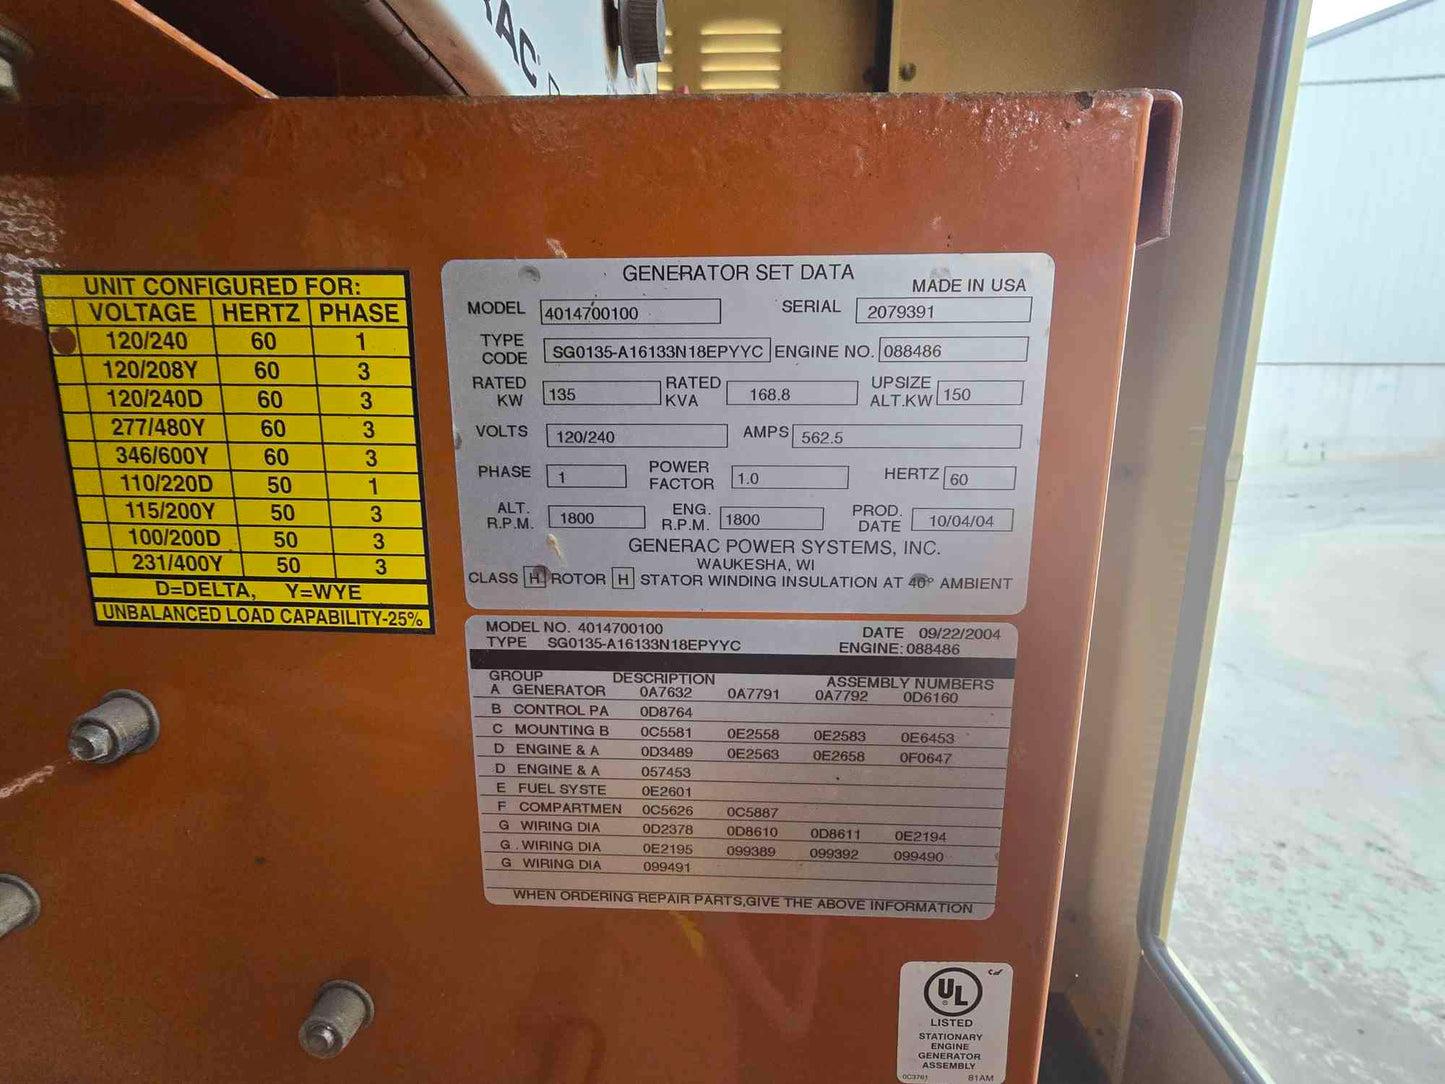 RAC
UNIT CONFIGURED FOR:
VOLTAGE HERTZ PHASE
120/240 60 1
120/208Y 60 3
120/240D 60 3
277/480Y 60 3
346/600Y 60 3
110/220D 50 1
115/200Y 50 3
100/200D 50 3
231/400Y 50 3
D=DELTA, Y=WYE
UNBALANCED LOAD CAPABILITY-25%
GENERATOR SET DATA
MADE IN USA
MODEL 4014700100 SERIAL 2079391
TYPE CODE SG0135-A16133N18EPYYC ENGINE NO. 088486
RATED KW 135 RATED KVA 168.8 UPSIZE ALT.KW 150
VOLTS 120/240 AMPS 562.5
PHASE 1 POWER FACTOR 1.0 HERTZ 60
ALT. R.P.M. 1800 ENG. R.P.M. 1800 PROD. DATE 10/04/04
GENERAC POWER SYSTEMS, INC.
WAUKESHA, WI
CLASS H ROTOR H STATOR WINDING INSULATION AT 40° AMBIENT
MODEL NO. 4014700100 DATE 09/22/2004
TYPE SG0135-A16133N18EPYYC ENGINE: 088486
GROUP DESCRIPTION ASSEMBLY NUMBERS
A GENERATOR 0A7632 0A7791 0A7792 0D6160
B CONTROL PA 0D8764
C MOUNTING B 0C5581 0E2558 0E2583 0E6453
D ENGINE & A 0D3489 0E2563 0E2658 0F0647
D ENGINE & A 057453
E FUEL SYSTE 0E2601
F COMPARTMEN 0C5626 0C5887
G WIRING DIA 0D2378 0D8610 0D8611 0E2194
G . WIRING DIA 0E2195 099389 099392 099490
G WIRING DIA 099491
WHEN ORDERING REPAIR PARTS,GIVE THE ABOVE INFORMATION
UL
®
LISTED
STATIONARY
ENGINE
GENERATOR
ASSEMBLY
0C3761 81AM